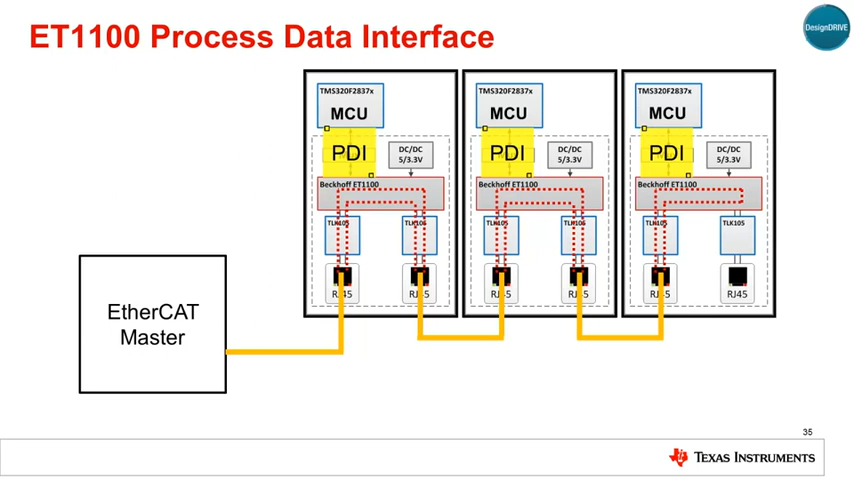 ET1100 Process Data Interface
DesignDRIVE
TMS320F2837x
MCU
PDI
DC/DC
5/3.3V
Beckhoff ET1100
TLK105
TLK105
RJ45
RJ45
TMS320F2837x
MCU
PDI
DC/DC
5/3.3V
Beckhoff ET1100
TLK105
TLK105
RJ45
RJ45
TMS320F2837x
MCU
PDI
DC/DC
5/3.3V
Beckhoff ET1100
TLK105
TLK105
RJ45
RJ45
EtherCAT
Master
35
TEXAS INSTRUMENTS